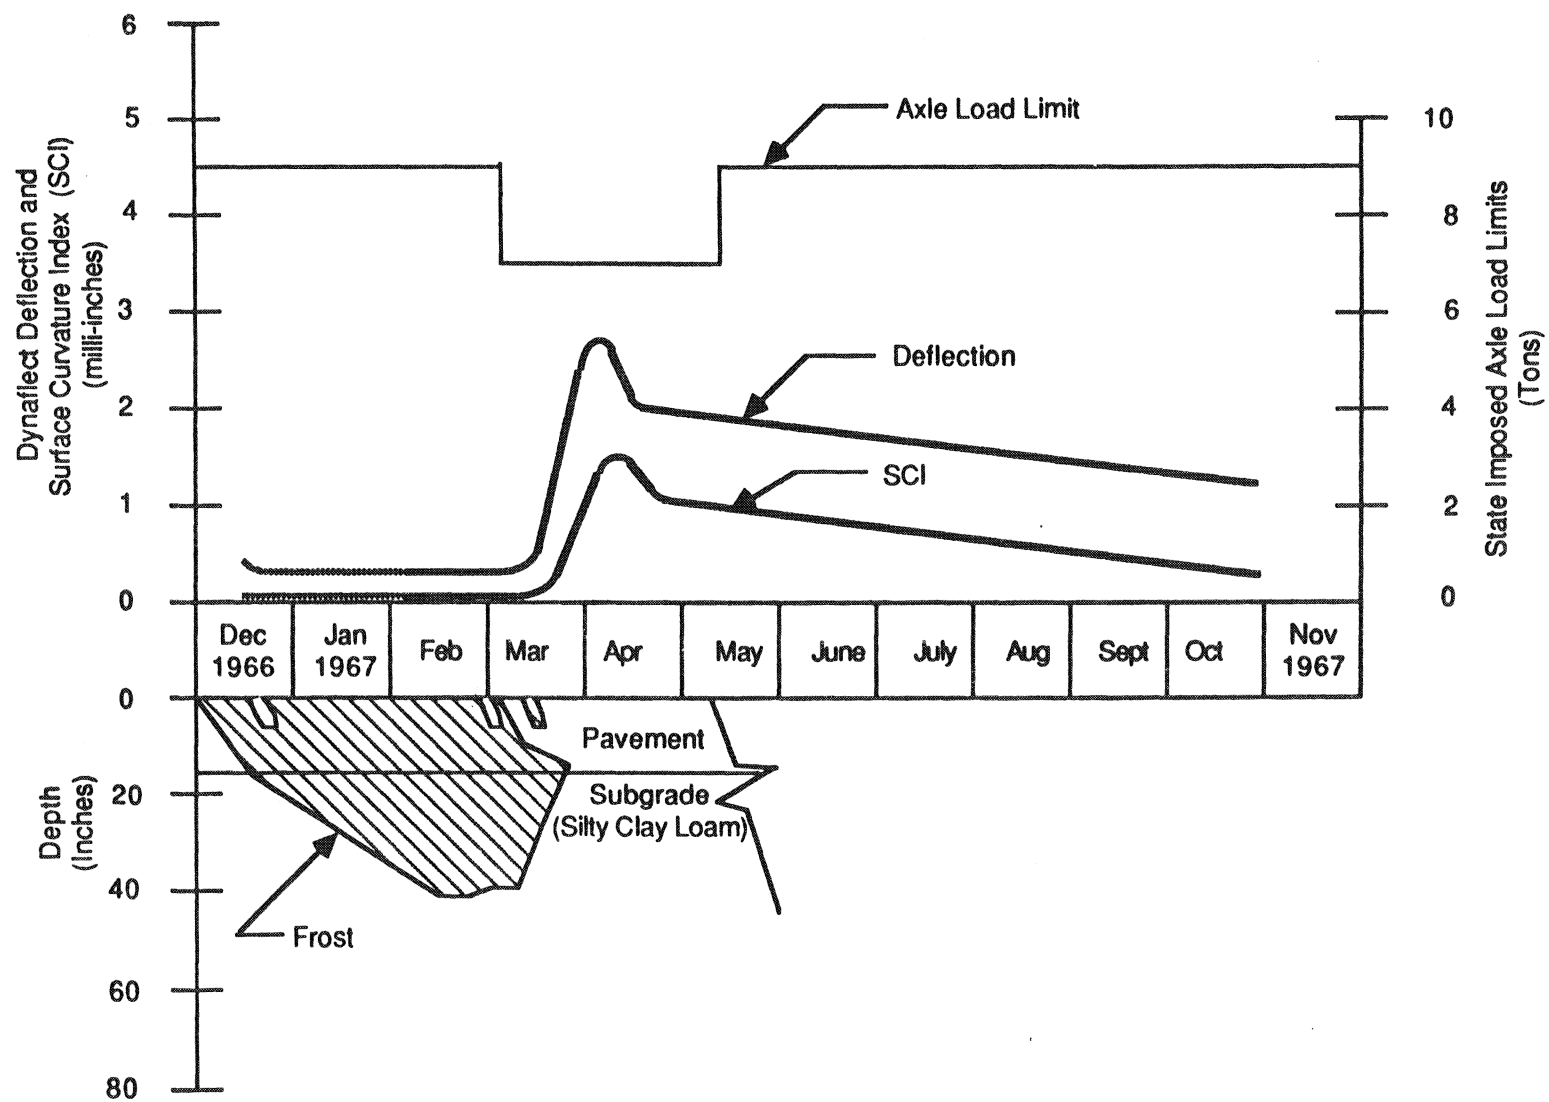 6
5
4
3
2
1
0
Dynaflect Deflection and
Surface Curvature Index (SCI)
(milli-inches)
Axle Load Limit
Deflection
SCI
10
8
6
4
2
0
State Imposed Axle Load Limits
(Tons)
Dec
1966
Jan
1967
Feb
Mar
Apr
May
June
July
Aug
Sept
Oct
Nov
1967
0
20
40
60
80
Depth
(Inches)
Pavement
Subgrade
(Silty Clay Loam)
Frost